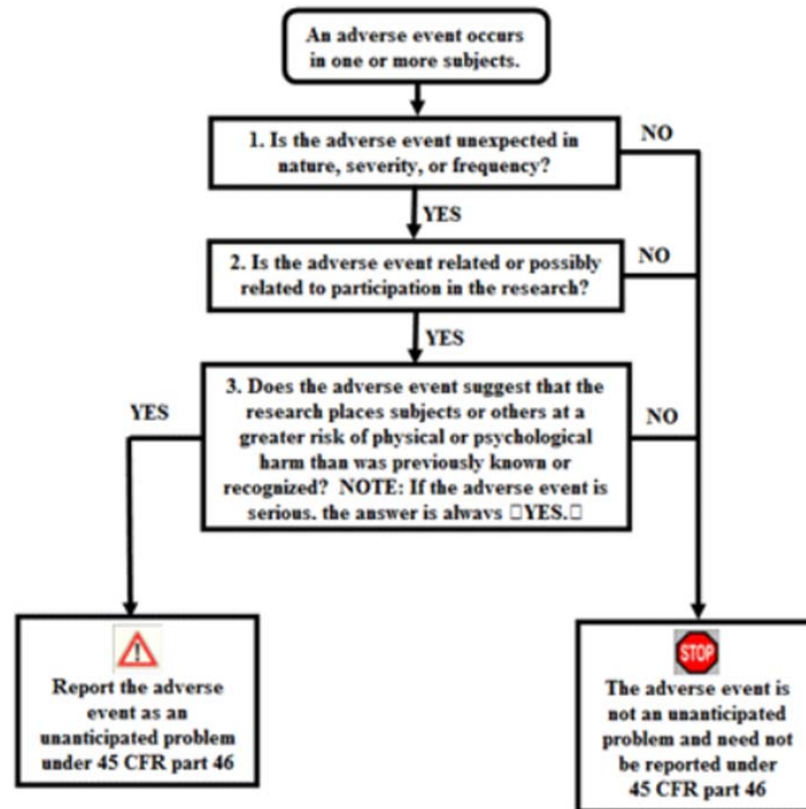 An adverse event occurs
in one or more subjects.
1. Is the adverse event unexpected in
nature, severity, or frequency?
NO
YES
2. Is the adverse event related or possibly
related to participation in the research?
NO
YES
3. Does the adverse event suggest that the
research places subjects or others at a
greater risk of physical or psychological
harm than was previously known or
recognized? NOTE: If the adverse event is
serious, the answer is always □YES.□
YES
NO
Report the adverse
event as an
unanticipated problem
under 45 CFR part 46
STOP
The adverse event is
not an unanticipated
problem and need not
be reported under
45 CFR part 46